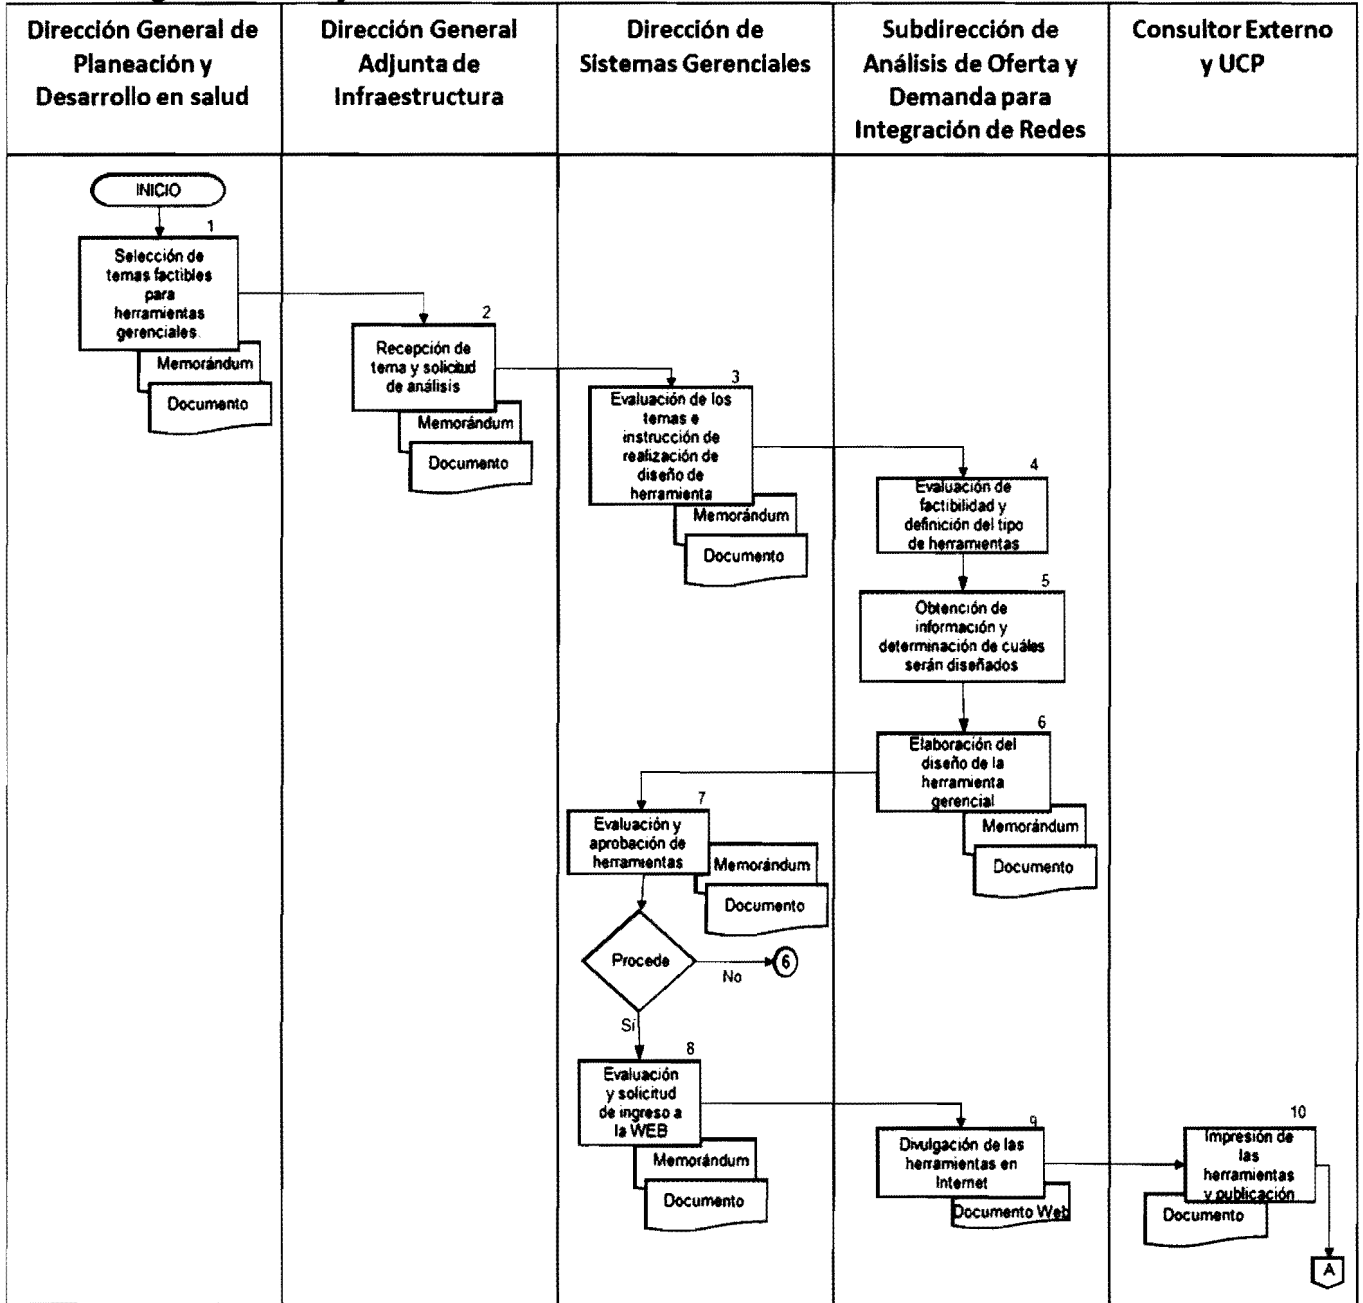 Dirección General de
Planeación y
Desarrollo en salud
Dirección General
Adjunta de
Infraestructura
Dirección de
Sistemas Gerenciales
Subdirección de
Análisis de Oferta y
Demanda para
Integración de Redes
Consultor Externo
y UCP
INICIO
1
Selección de
temas factibles
para
herramientas
gerenciales.
Memorándum
Documento
2
Recepción de
tema y solicitud
de análisis
Memorándum
Documento
3
Evaluación de los
temas e
instrucción de
realización de
diseño de
herramienta
Memorándum
Documento
4
Evaluación de
factibilidad y
definición del tipo
de herramientas
5
Obtención de
información y
determinación de cuáles
serán diseñados
6
Elaboración del
diseño de la
herramienta
gerencial
Memorándum
Documento
7
Evaluación y
aprobación de
herramientas
Memorándum
Documento
Procede
No
6
Sí
8
Evaluación
y solicitud
de ingreso a
la WEB
Memorándum
Documento
9
Divulgación de las
herramientas en
Internet
Documento Web
10
Impresión de
las
herramientas
y publicación
Documento
A